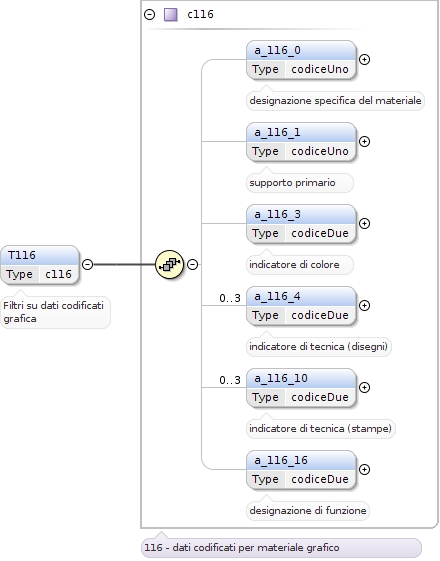 c116
a_116_0
Type codiceUno
designazione specifica del materiale
a_116_1
Type codiceUno
supporto primario
a_116_3
Type codiceDue
indicatore di colore
T116
Type c116
Filtri su dati codificati
grafica
0..3
a_116_4
Type codiceDue
indicatore di tecnica (disegni)
0..3
a_116_10
Type codiceDue
indicatore di tecnica (stampe)
a_116_16
Type codiceDue
designazione di funzione
116 - dati codificati per materiale grafico